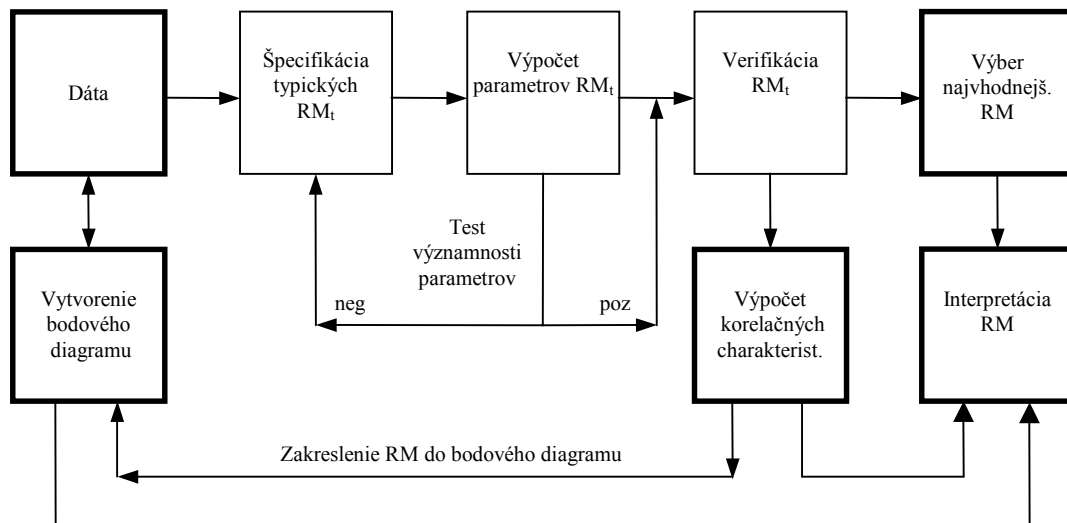 Dáta
Špecifikácia
typických
RMₜ
Výpočet
parametrov RMₜ
Verifikácia
RMₜ
Výber
najvhodnejš.
RM
Test
významnosti
parametrov
neg
poz
Vytvorenie
bodového
diagramu
Výpočet
korelačných
charakterist.
Interpretácia
RM
Zakreslenie RM do bodového diagramu